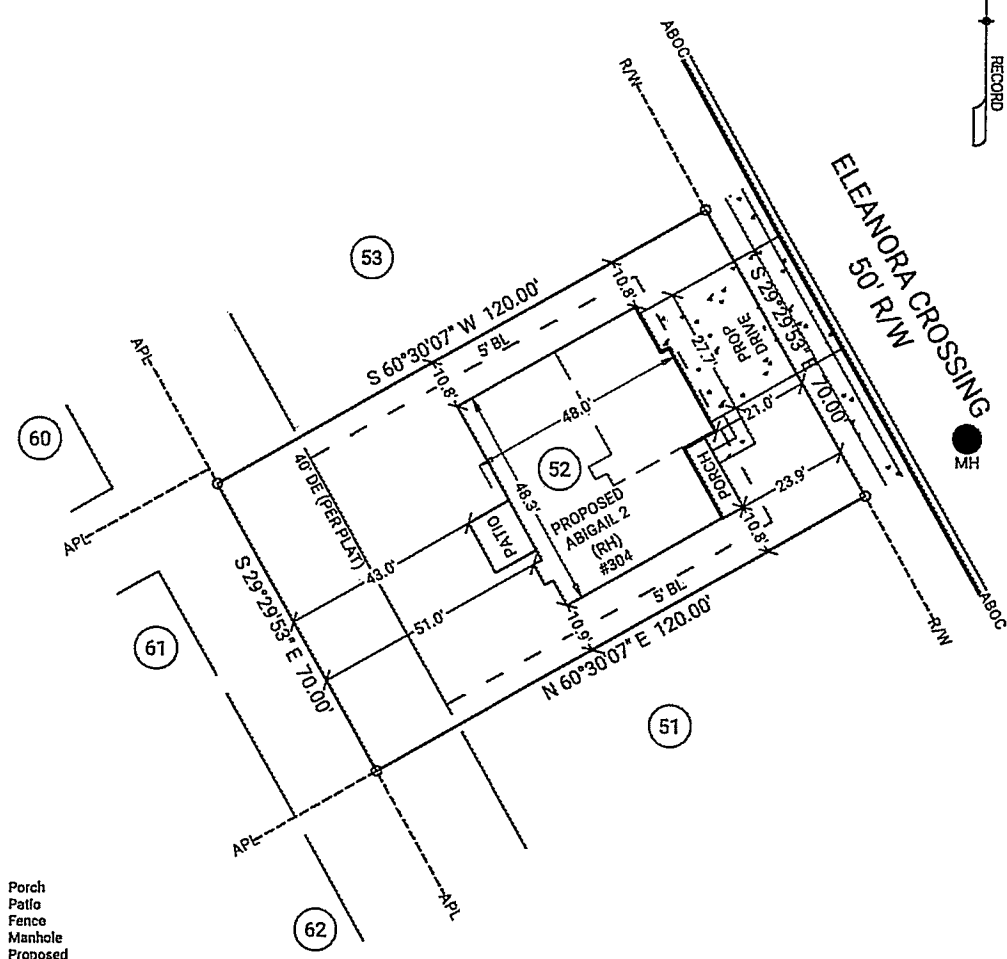 RECORD
ABOC
R/W
ELEANORA CROSSING
50' R/W
MH
53
S 60°30'07" W 120.00'
5' BL
10.8'
10.8'
S 29°29'53" E 70.00'
PROP
DRIVE
27.7'
21.0'
APL
60
APL
40' DE (PER PLAT)
48.0'
48.3'
52
PORCH
23.9'
PROPOSED
ABIGAIL 2
(RH)
#304
PATIO
10.8'
43.0'
51.0'
S 29°29'53" E 70.00'
5' BL
10.9'
N 60°30'07" E 120.00'
ABOC
R/W
61
51
APL
APL
62
Porch
Patio
Fence
Manhole
Proposed